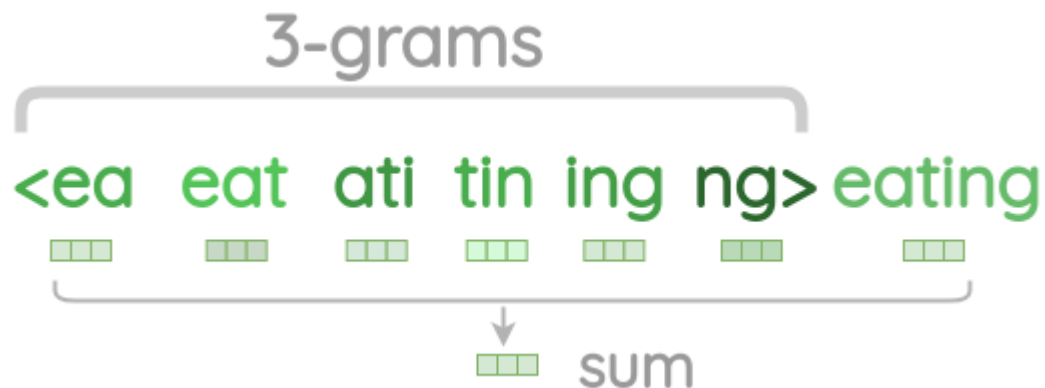 3-grams
<ea eat ati tin ing ng> eating
sum